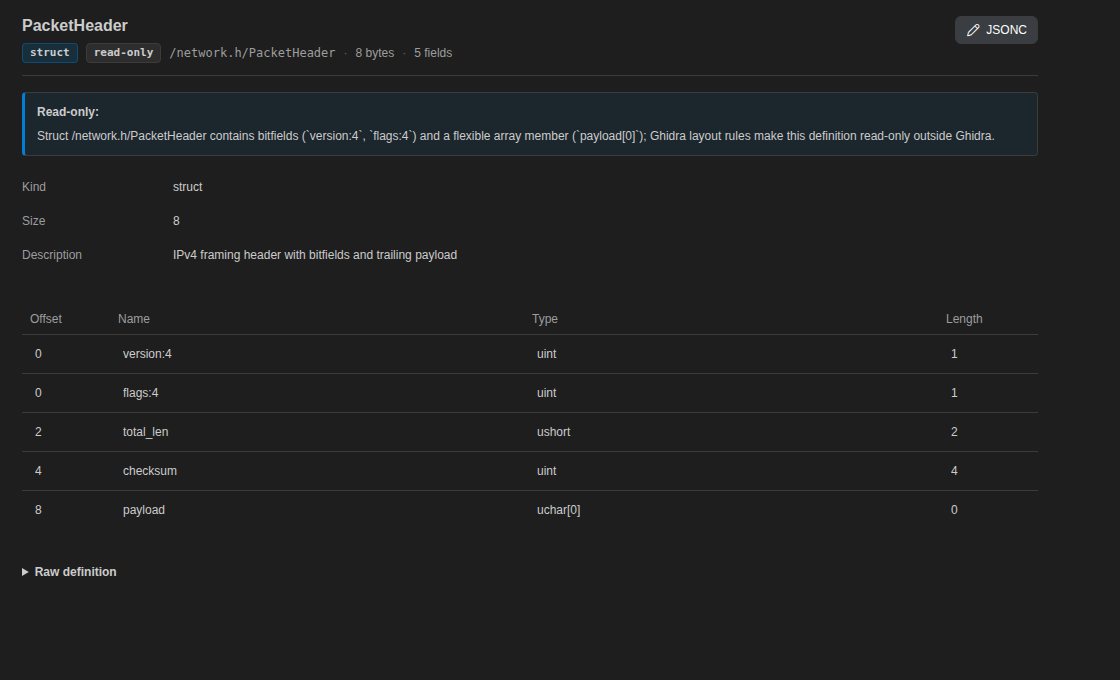 PacketHeader
JSONC
struct read-only /network.h/PacketHeader · 8 bytes · 5 fields
Read-only:
Struct /network.h/PacketHeader contains bitfields (`version:4`, `flags:4`) and a flexible array member (`payload[0]`); Ghidra layout rules make this definition read-only outside Ghidra.
Kind struct
Size 8
Description IPv4 framing header with bitfields and trailing payload
Offset Name Type Length
0 version:4 uint 1
0 flags:4 uint 1
2 total_len ushort 2
4 checksum uint 4
8 payload uchar[0] 0
Raw definition